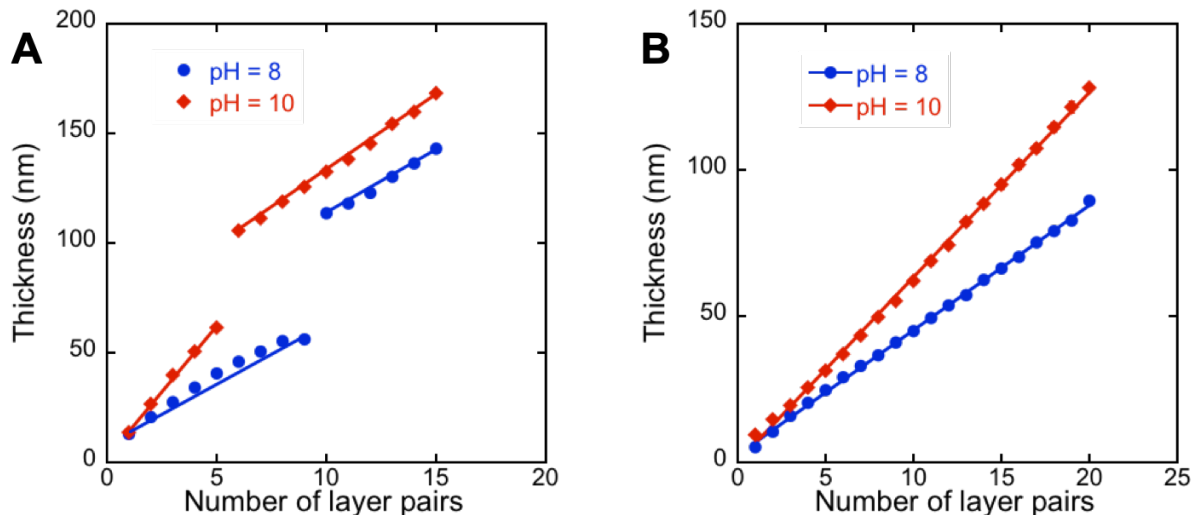 A
200
150
100
50
0
0 5 10 15 20
Thickness (nm)
Number of layer pairs
pH = 8
pH = 10
B
150
100
50
0
0 5 10 15 20 25
Thickness (nm)
Number of layer pairs
pH = 8
pH = 10